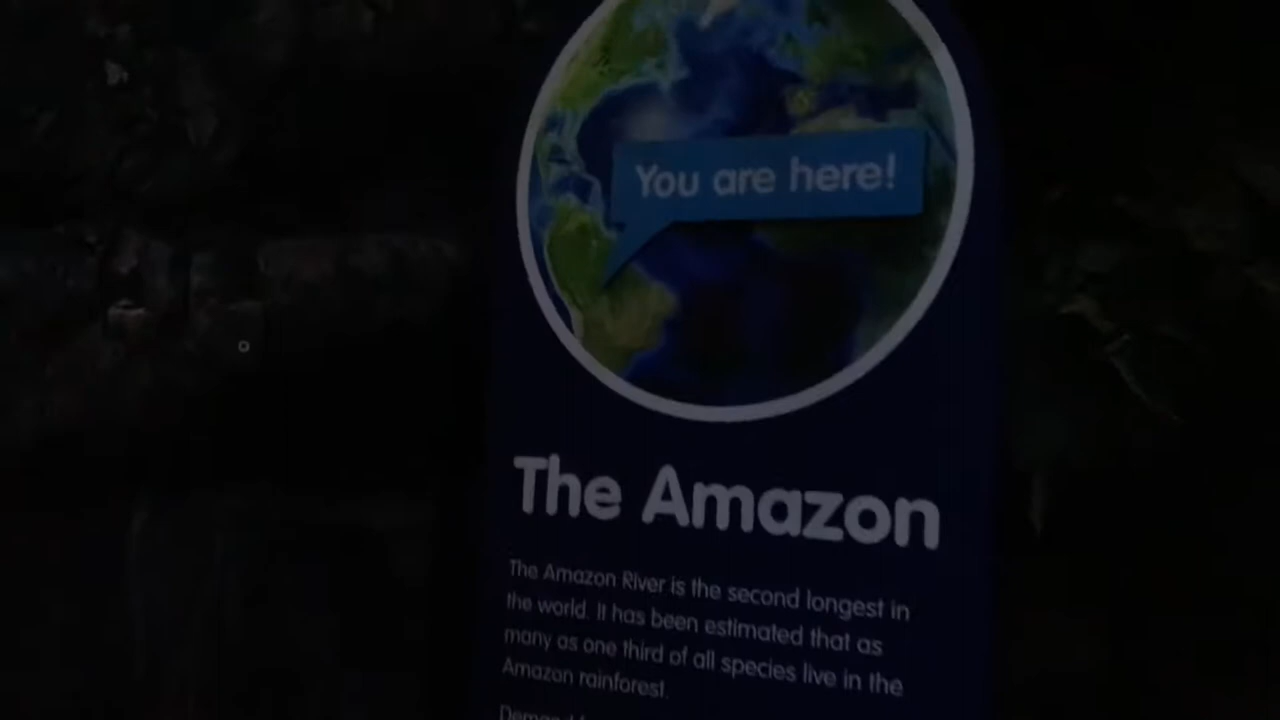 You are here!
The Amazon
The Amazon River is the second longest in
the world. It has been estimated that as
many as one third of all species live in the
Amazon rainforest.